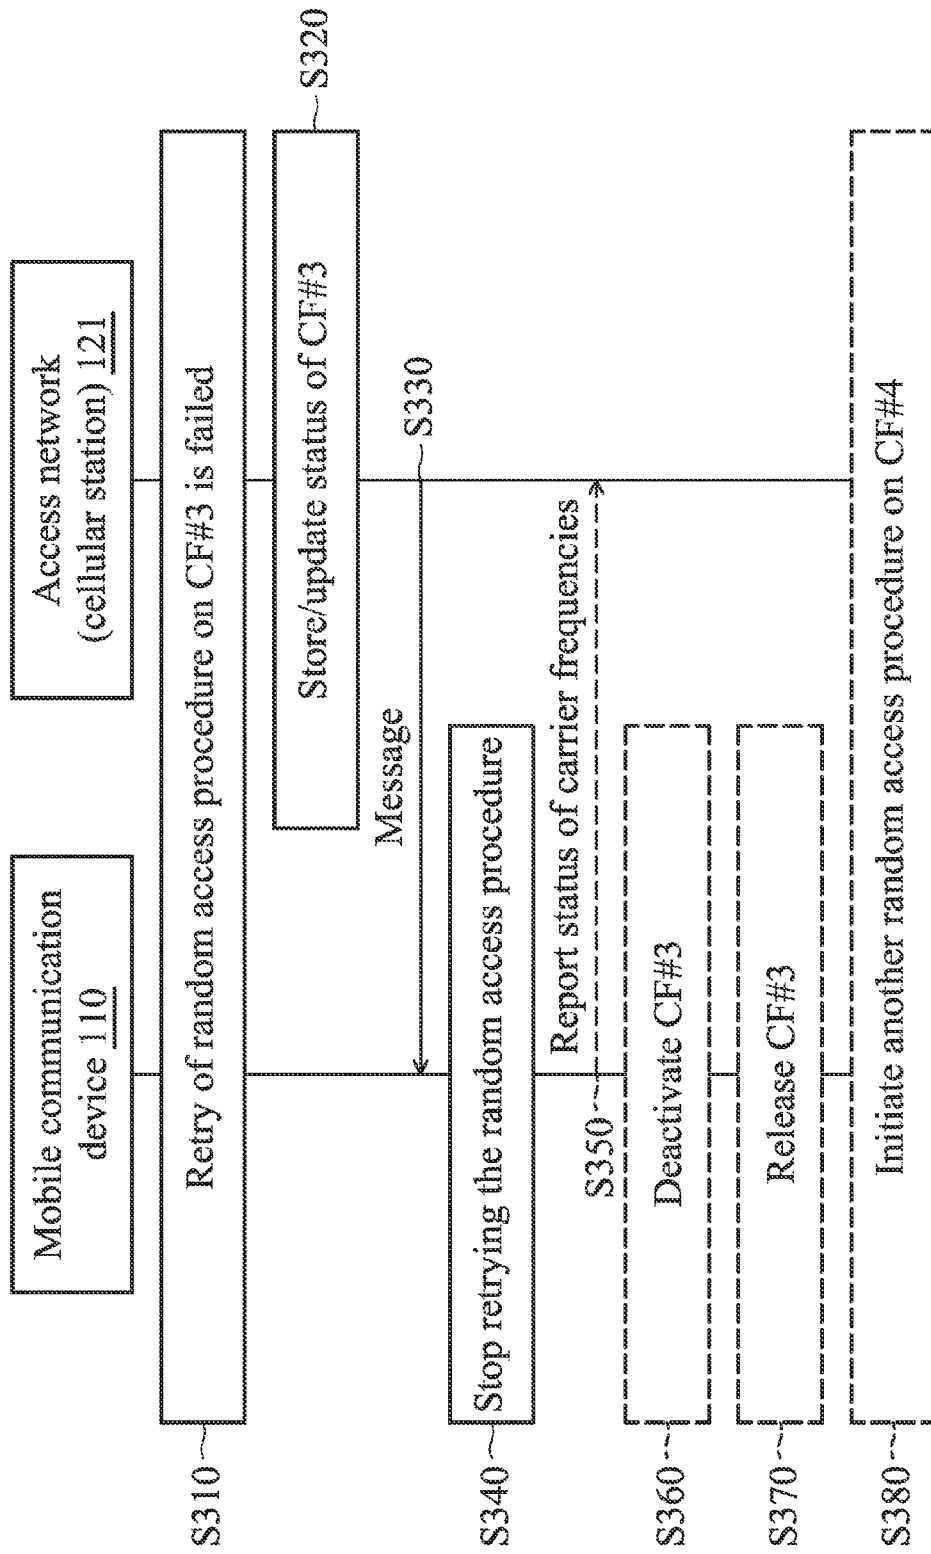 Mobile communication
device 110
Access network
(cellular station) 121
S310
Retry of random access procedure on CF#3 is failed
Store/update status of CF#3
S320
Message
S330
S340
Stop retrying the random access procedure
Report status of carrier frequencies
S350
S360
Deactivate CF#3
S370
Release CF#3
S380
Initiate another random access procedure on CF#4